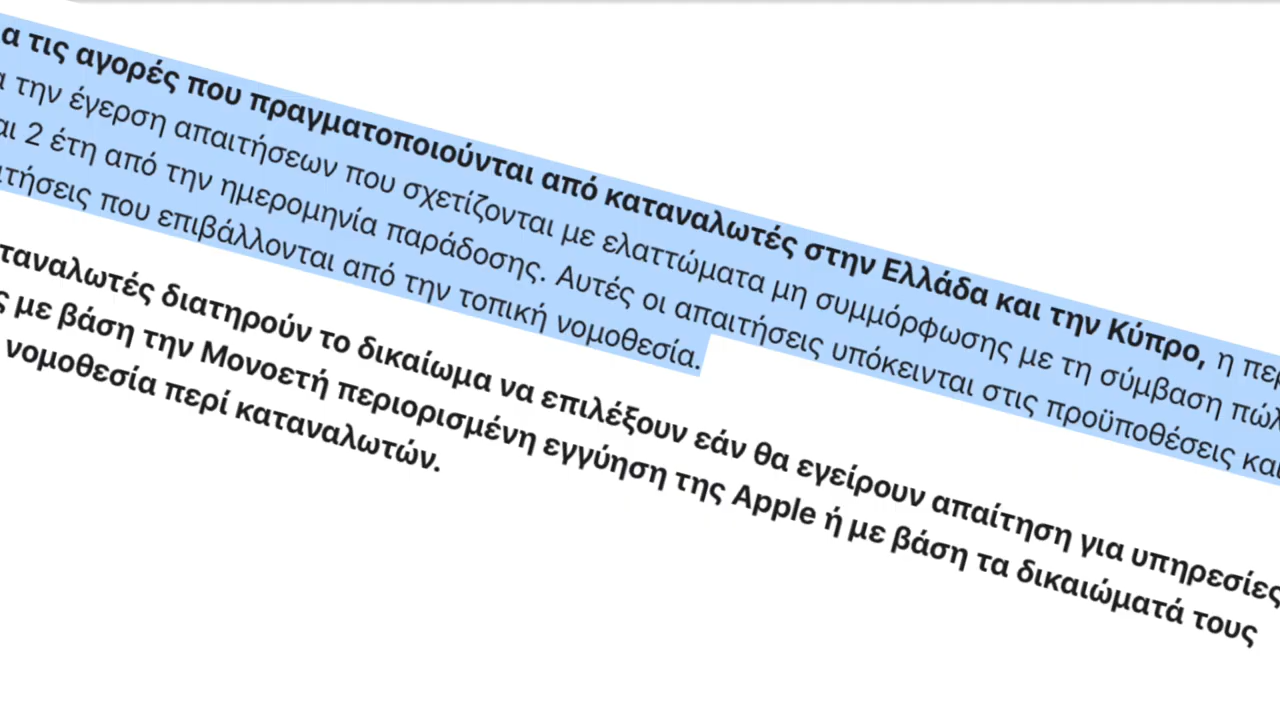 α τις αγορές που πραγματοποιούνται από καταναλωτές στην Ελλάδα και την Κύπρο, η περ
α την έγερση απαιτήσεων που σχετίζονται με ελαττώματα μη συμμόρφωσης με τη σύμβαση πώλ
αι 2 έτη από την ημερομηνία παράδοσης. Αυτές οι απαιτήσεις υπόκεινται στις προϋποθέσεις και
ιτήσεις που επιβάλλονται από την τοπική νομοθεσία.
ταναλωτές διατηρούν το δικαίωμα να επιλέξουν εάν θα εγείρουν απαίτηση για υπηρεσίες
ς με βάση την Μονοετή περιορισμένη εγγύηση της Apple ή με βάση τα δικαιώματά τους
νομοθεσία περί καταναλωτών.